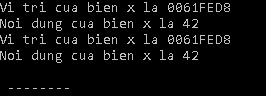 Vi tri cua bien x la 0061FED8
Noi dung cua bien x la 42
Vi tri cua bien x la 0061FED8
Noi dung cua bien x la 42
--------